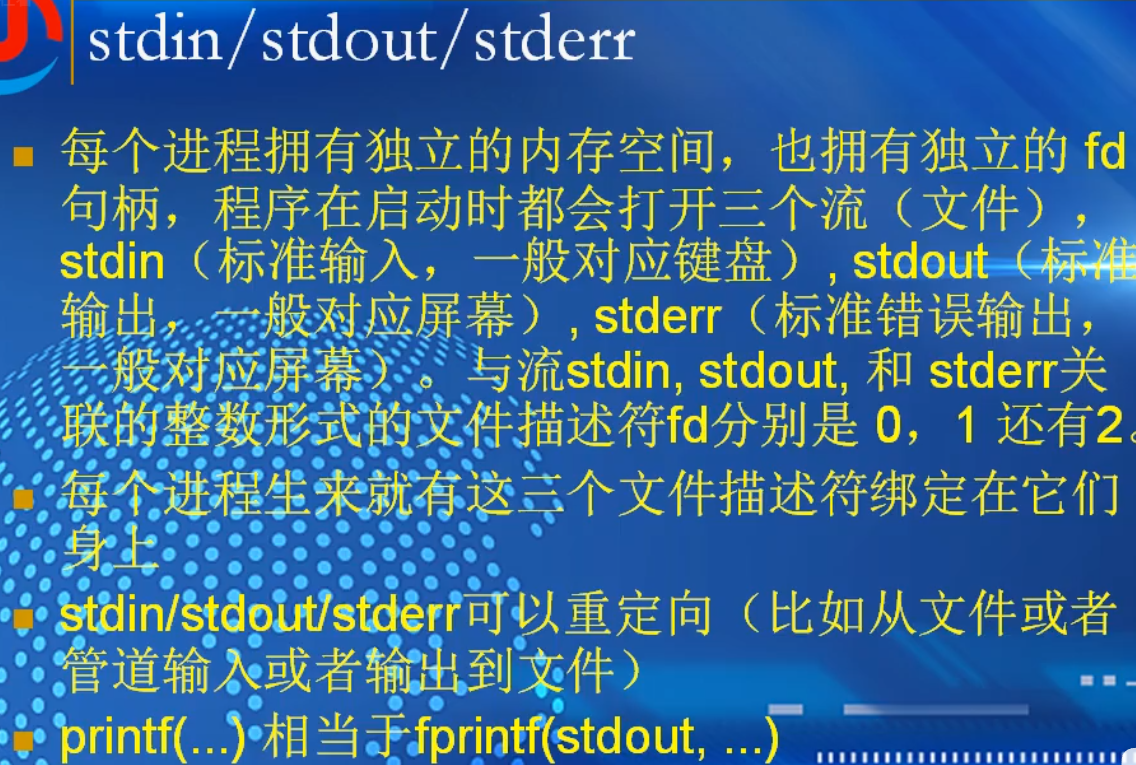 stdin/stdout/stderr
每个进程拥有独立的内存空间，也拥有独立的 fd
句柄，程序在启动时都会打开三个流（文件），
stdin（标准输入，一般对应键盘）, stdout（标准
输出，一般对应屏幕）, stderr（标准错误输出，
一般对应屏幕）。与流stdin, stdout, 和 stderr关
联的整数形式的文件描述符fd分别是 0，1 还有2。
每个进程生来就有这三个文件描述符绑定在它们
身上
stdin/stdout/stderr可以重定向（比如从文件或者
管道输入或者输出到文件）
printf(...) 相当于fprintf(stdout, ...)